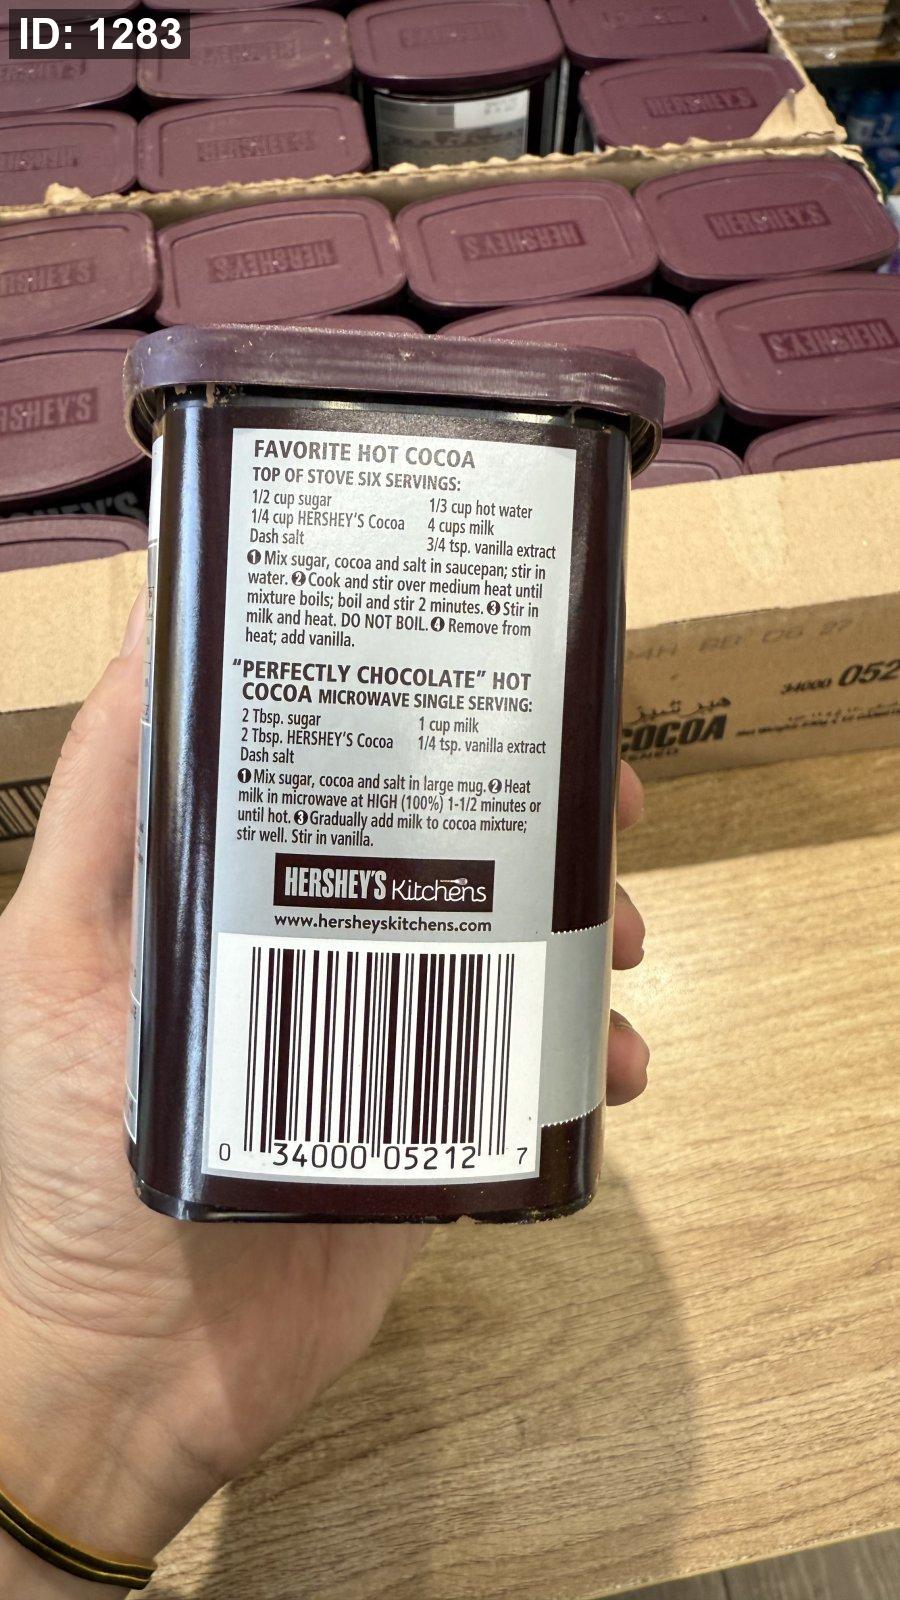 ID: 1283
HERSHEY'S
HERSHEY'S
HERSHEY'S
HERSHEY'S
HERSHEY'S
HERSHEY'S
FAVORITE HOT COCOA
TOP OF STOVE SIX SERVINGS:
1/2 cup sugar 1/3 cup hot water
1/4 cup HERSHEY'S Cocoa 4 cups milk
Dash salt 3/4 tsp. vanilla extract
❶ Mix sugar, cocoa and salt in saucepan; stir in
water. ❷ Cook and stir over medium heat until
mixture boils; boil and stir 2 minutes. ❸ Stir in
milk and heat. DO NOT BOIL. ❹ Remove from
heat; add vanilla.
"PERFECTLY CHOCOLATE" HOT
COCOA MICROWAVE SINGLE SERVING:
2 Tbsp. sugar 1 cup milk
2 Tbsp. HERSHEY'S Cocoa 1/4 tsp. vanilla extract
Dash salt
❶ Mix sugar, cocoa and salt in large mug. ❷ Heat
milk in microwave at HIGH (100%) 1-1/2 minutes or
until hot. ❸ Gradually add milk to cocoa mixture;
stir well. Stir in vanilla.
HERSHEY'S Kitchens
www.hersheyskitchens.com
0 34000 05212 7
34000 052
COCOA